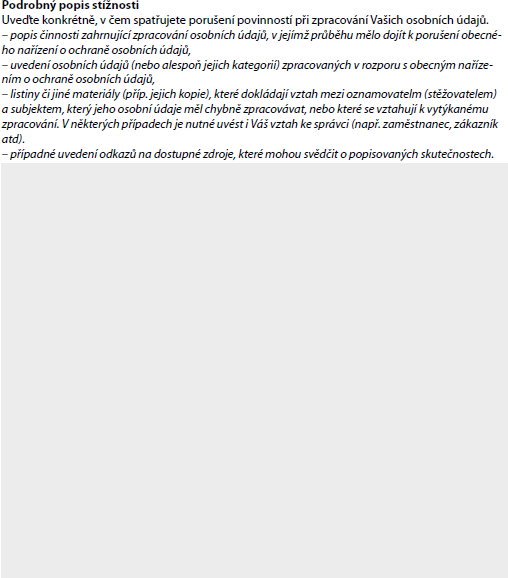 Podrobný popis stížnosti
Uveďte konkrétně, v čem spatřujete porušení povinností při zpracování Vašich osobních údajů.
– popis činnosti zahrnující zpracování osobních údajů, v jejímž průběhu mělo dojít k porušení obecné-
ho nařízení o ochraně osobních údajů,
– uvedení osobních údajů (nebo alespoň jejich kategorií) zpracovaných v rozporu s obecným naříze-
ním o ochraně osobních údajů,
– listiny či jiné materiály (příp. jejich kopie), které dokládají vztah mezi oznamovatelm (stěžovatelem)
a subjektem, který jeho osobní údaje měl chybně zpracovávat, nebo které se vztahují k vytýkanému
zpracování. V některých případech je nutné uvést i Váš vztah ke správci (např. zaměstnanec, zákazník
atd).
– případné uvedení odkazů na dostupné zdroje, které mohou svědčit o popisovaných skutečnostech.